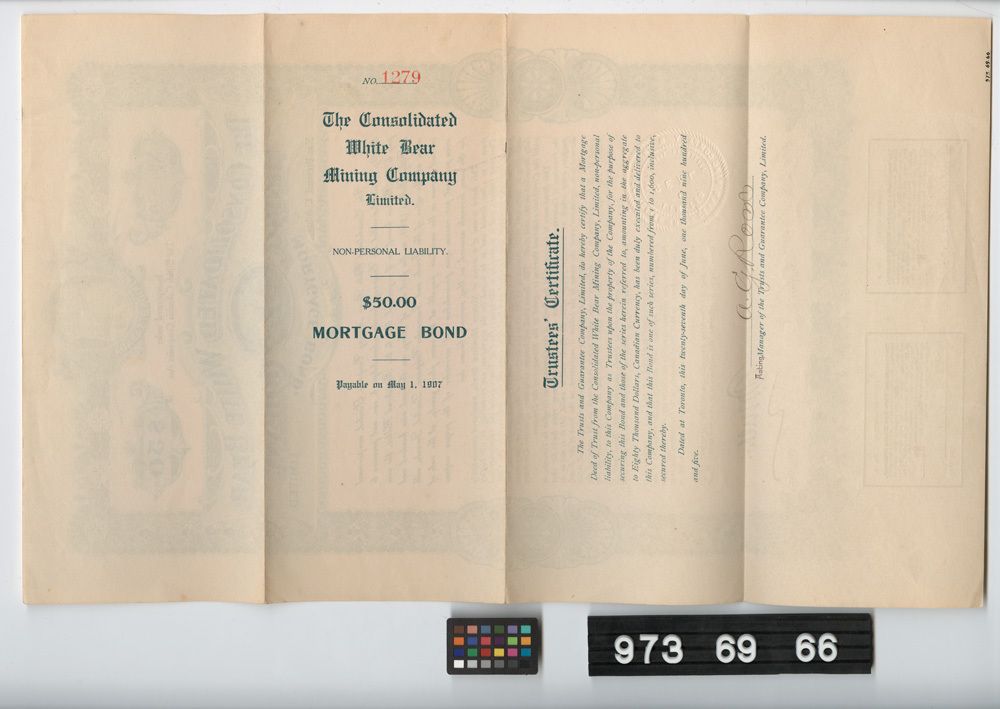 NO. 1279
The Consolidated
White Bear
Mining Company
Limited.
NON-PERSONAL LIABILITY.
$50.00
MORTGAGE BOND
Payable on May 1, 1907
Trustees' Certificate.
The Trusts and Guarantee Company, Limited, do hereby certify that a Mortgage
Deed of Trust from the Consolidated White Bear Mining Company, Limited, non-personal
liability, to this Company as Trustees upon the property of the Company, for the purpose of
securing this Bond and those of the series herein referred to, amounting in the aggregate
to Eighty Thousand Dollars, Canadian Currency, has been duly executed and delivered to
this Company, and that this Bond is one of such series, numbered from 1 to 1,600, inclusive,
secured thereby.
Dated at Toronto, this twenty-seventh day of June, one thousand nine hundred
and five.
A. G. Ross
Acting Manager of the Trusts and Guarantee Company, Limited.
973 69 66